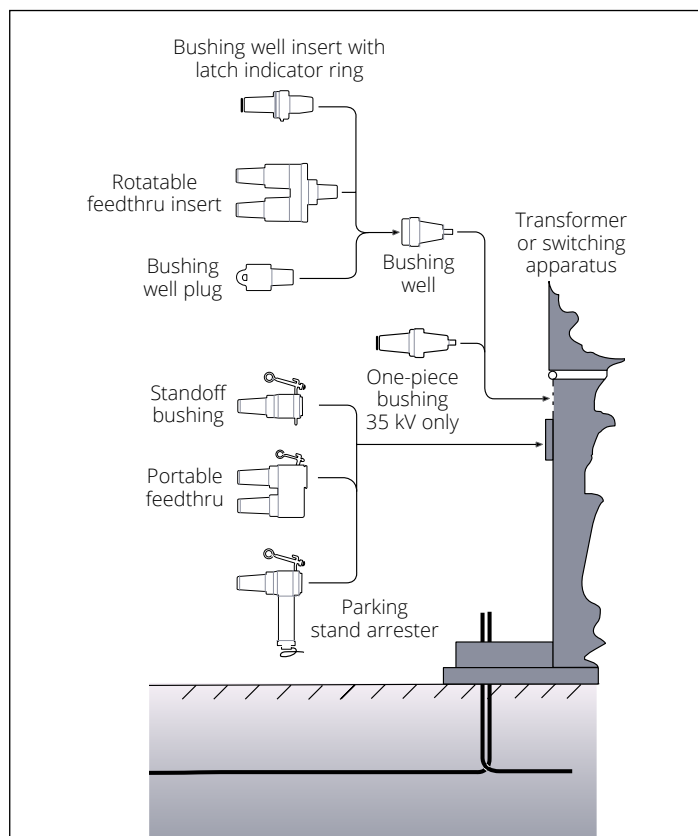 Bushing well insert with
latch indicator ring
Rotatable
feedthru insert
Transformer
or switching
apparatus
Bushing
well plug
Bushing
well
One-piece
bushing
35 kV only
Standoff
bushing
Portable
feedthru
Parking
stand arrester